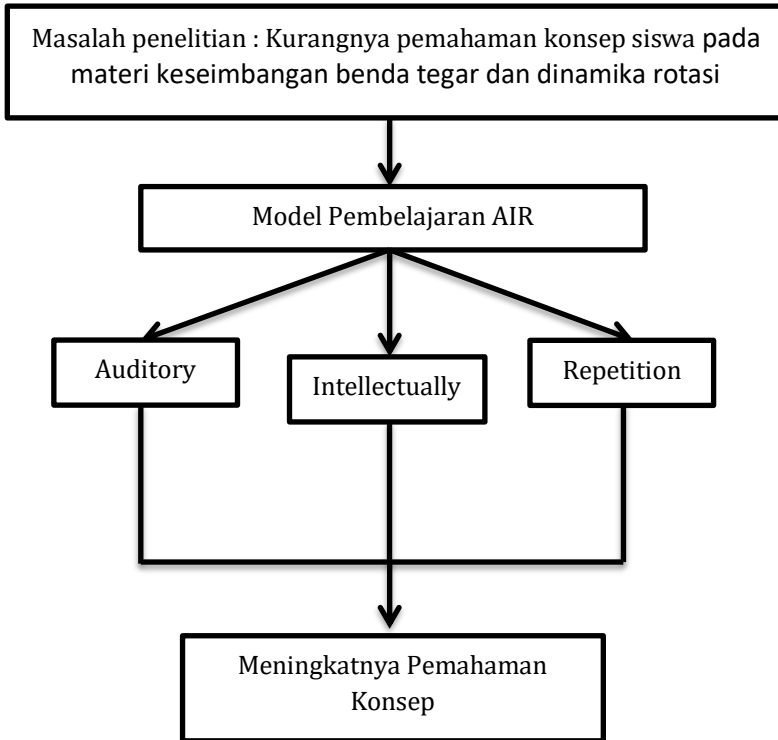 Masalah penelitian : Kurangnya pemahaman konsep siswa pada
materi keseimbangan benda tegar dan dinamika rotasi
Model Pembelajaran AIR
Auditory
Intellectually
Repetition
Meningkatnya Pemahaman
Konsep